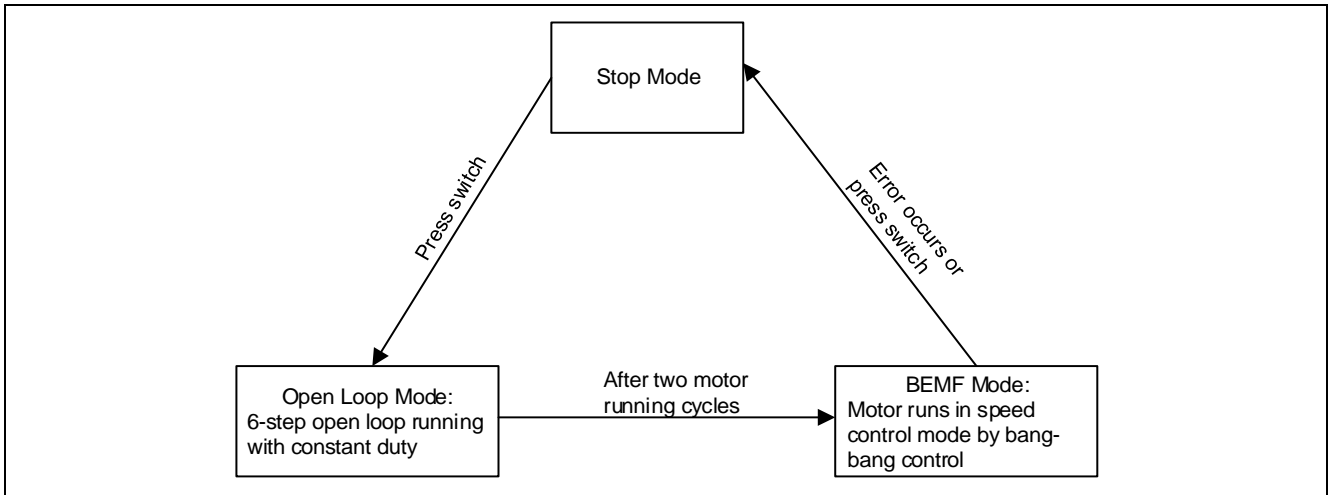 Stop Mode
Press switch
Error occurs or
press switch
Open Loop Mode:
6-step open loop running
with constant duty
After two motor
running cycles
BEMF Mode:
Motor runs in speed
control mode by bang-
bang control